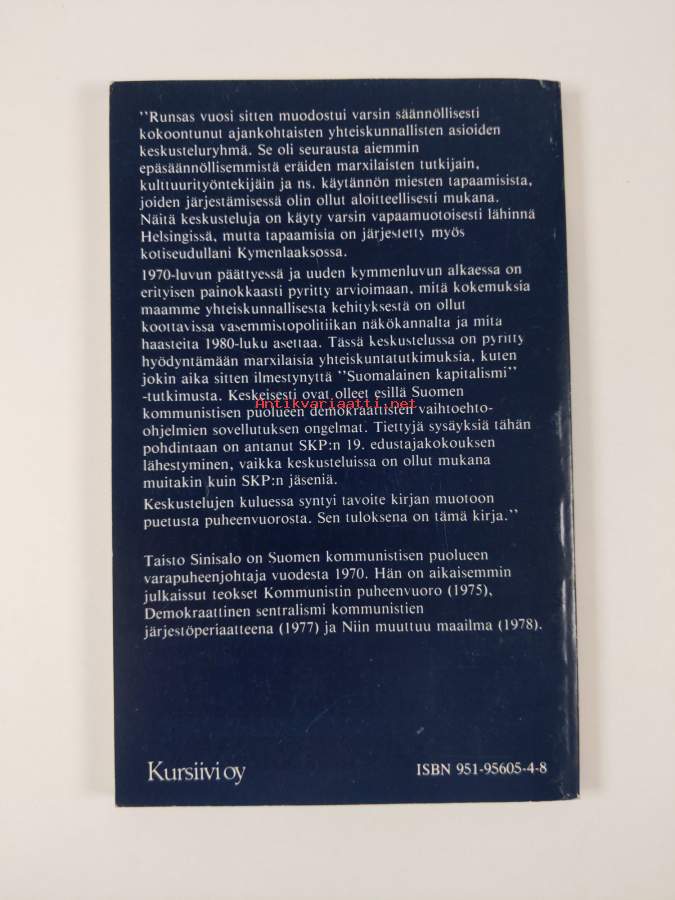 "Runsas vuosi sitten muodostui varsin säännöllisesti
kokoontunut ajankohtaisten yhteiskunnallisten asioiden
keskusteluryhmä. Se oli seurausta aiemmin
epäsäännöllisemmistä eräiden marxilaisten tutkijain,
kulttuurityöntekijäin ja ns. käytännön miesten tapaamisista,
joiden järjestämisessä olin ollut aloitteellisesti mukana.
Näitä keskusteluja on käyty varsin vapaamuotoisesti lähinnä
Helsingissä, mutta tapaamisia on järjestetty myös
kotiseudullani Kymenlaaksossa.
1970-luvun päättyessä ja uuden kymmenluvun alkaessa on
erityisen painokkaasti pyritty arvioimaan, mitä kokemuksia
maamme yhteiskunnallisesta kehityksestä on ollut
koottavissa vasemmistopolitiikan näkökannalta ja mitä
haasteita 1980-luku asettaa. Tässä keskustelussa on pyritty
hyödyntämään marxilaisia yhteiskuntatutkimuksia, kuten
jokin aika sitten ilmestynyttä "Suomalainen kapitalismi"
-tutkimusta. Keskeisesti ovat olleet esillä Suomen
Antikvariaatti.net
kommunistisen puolueen demokraattisten vaihtoehto-
ohjelmien sovellutuksen ongelmat. Tiettyjä sysäyksiä tähän
pohdintaan on antanut SKP:n 19. edustajakokouksen
lähestyminen, vaikka keskusteluissa on ollut mukana
muitakin kuin SKP:n jäseniä.
Keskustelujen kuluessa syntyi tavoite kirjan muotoon
puetusta puheenvuorosta. Sen tuloksena on tämä kirja."
Taisto Sinisalo on Suomen kommunistisen puolueen
varapuheenjohtaja vuodesta 1970. Hän on aikaisemmin
julkaissut teokset Kommunistin puheenvuoro (1975),
Demokraattinen sentralismi kommunistien
järjestöperiaatteena (1977) ja Niin muuttuu maailma (1978).
Kursiivi oy
ISBN 951-95605-4-8